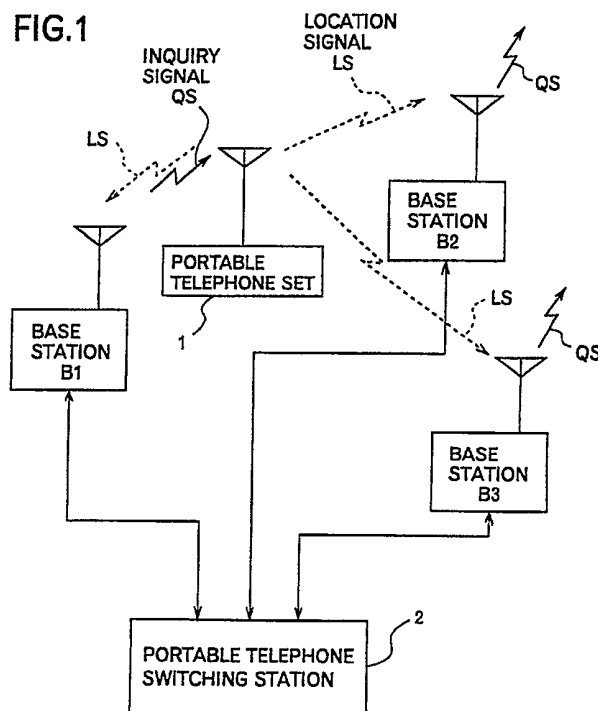 FIG.1
INQUIRY
SIGNAL
QS
LOCATION
SIGNAL
LS
QS
LS
BASE
STATION
B2
PORTABLE
TELEPHONE SET
1
LS
QS
BASE
STATION
B1
BASE
STATION
B3
2
PORTABLE TELEPHONE
SWITCHING STATION